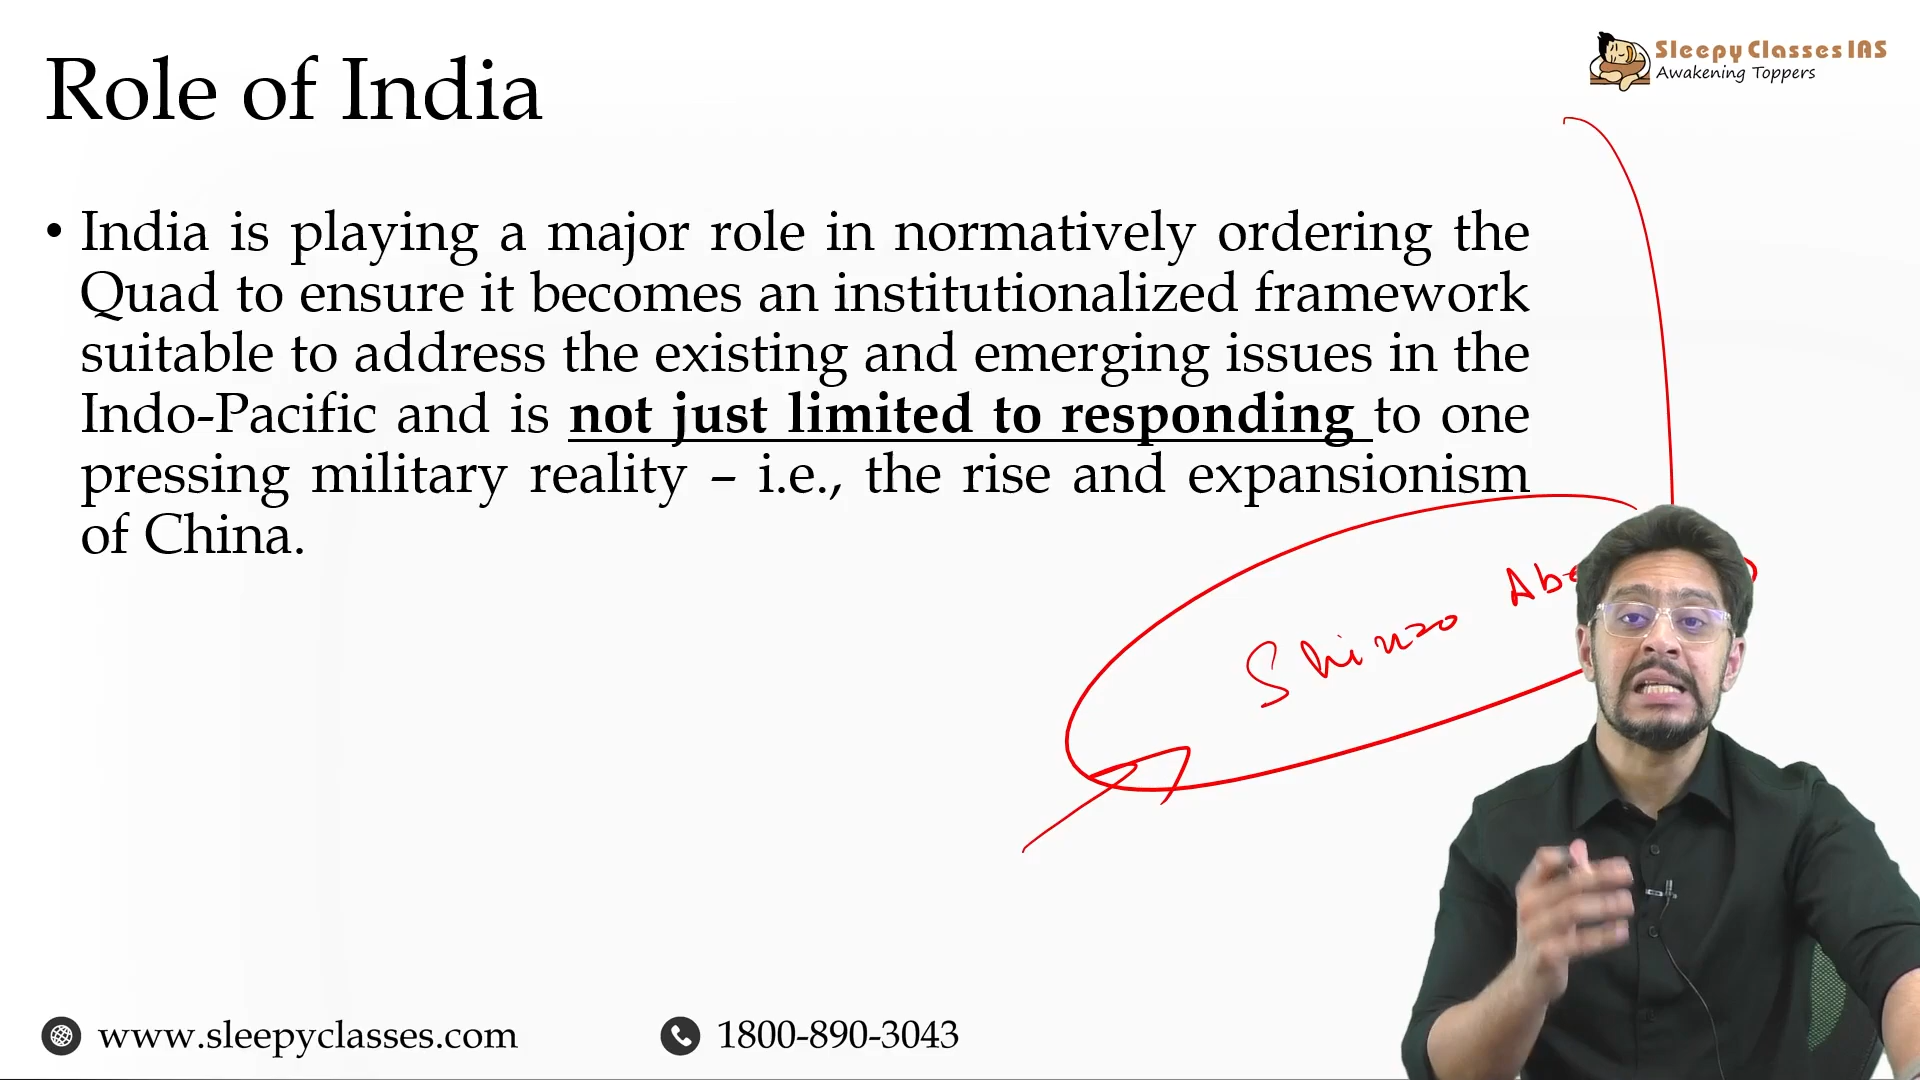 Role of India
Sleepy Classes IAS
Awakening Toppers
• India is playing a major role in normatively ordering the
Quad to ensure it becomes an institutionalized framework
suitable to address the existing and emerging issues in the
Indo-Pacific and is not just limited to responding to one
pressing military reality – i.e., the rise and expansionism
of China.
Shinzo Abe
www.sleepyclasses.com
1800-890-3043